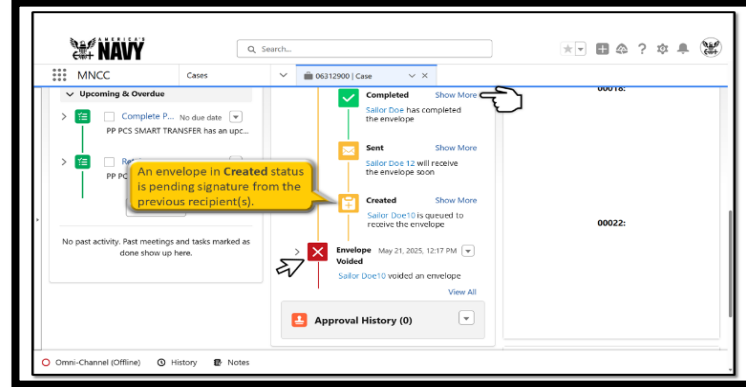 AMERICA'S
NAVY
Search...
MNCC
Cases
06312900 | Case
Upcoming & Overdue
Complete P... No due date
PP PCS SMART TRANSFER has an upc...
PP PC
No past activity. Past meetings and tasks marked as
done show up here.
An envelope in Created status
is pending signature from the
previous recipient(s).
Completed Show More
Sailor Doe has completed
the envelope
Sent Show More
Sailor Doe 12 will receive
the envelope soon
Created Show More
Sailor Doe10 is queued to
receive the envelope
Envelope May 21, 2025, 12:17 PM
Voided
Sailor Doe10 voided an envelope
View All
Approval History (0)
00018:
00022:
Omni-Channel (Offline) History Notes